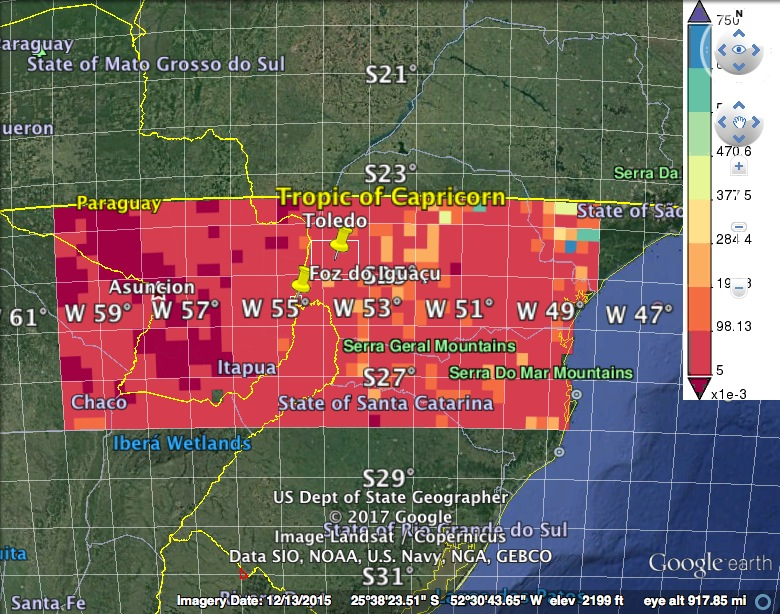 750
N
araguay
State of Mato Grosso do Sul
S21°
ueron
470.6
S23°
Serra Da
Paraguay
Tropic of Capricorn
377.5
Toledo
State of São
284.4
Foz do Iguaçu
Asuncion
61°
W 59°
W 57°
W 55°
W 53°
W 51°
W 49°
W 47°
98.13
Serra Geral Mountains
Itapua
S27°
Serra Do Mar Mountains
5
x1e-3
Chaco
State of Santa Catarina
Iberá Wetlands
S29°
US Dept of State Geographer
© 2017 Google
State of Rio Grande do Sul
Image Landsat / Copernicus
Data SIO, NOAA, U.S. Navy, NGA, GEBCO
Google earth
S31°
Santa Fe
Imagery Date: 12/13/2015 25°38'23.51" S 52°30'43.65" W elev 2199 ft eye alt 917.85 mi